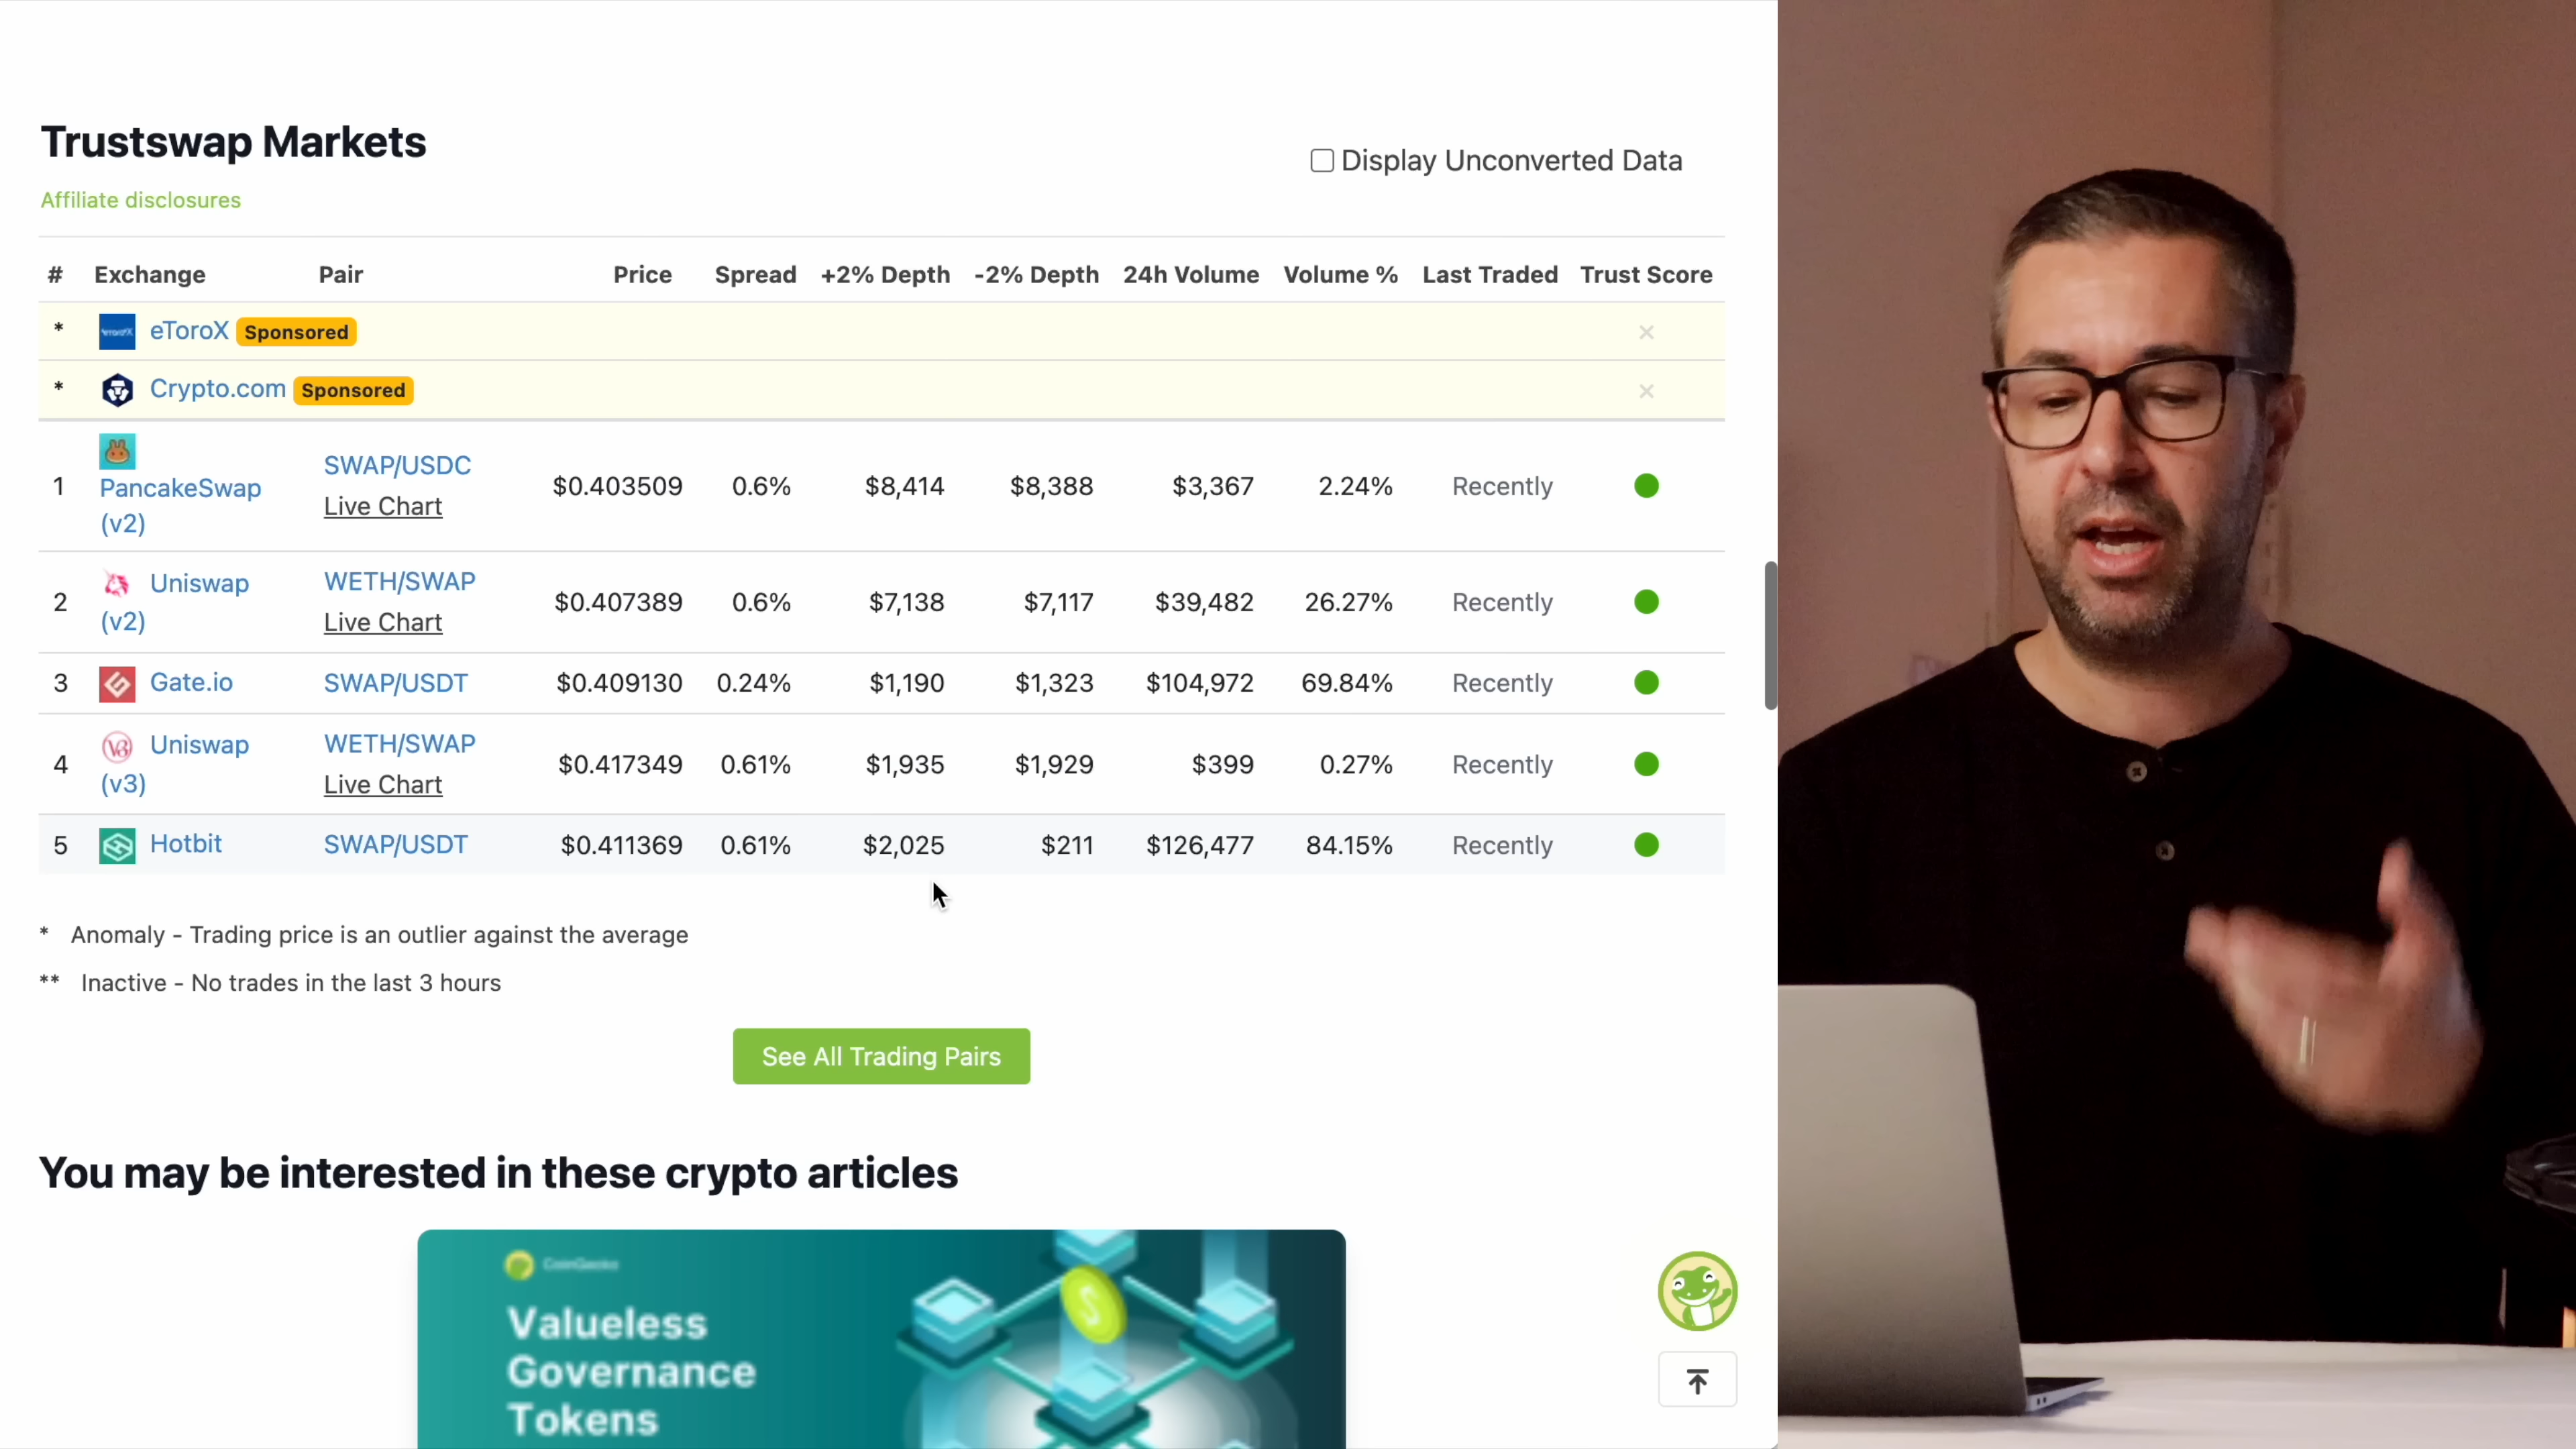 Trustswap Markets
Display Unconverted Data
Affiliate disclosures
# Exchange Pair Price Spread +2% Depth -2% Depth 24h Volume Volume % Last Traded Trust Score
* eToroX Sponsored ×
* Crypto.com Sponsored ×
1 PancakeSwap (v2) SWAP/USDC Live Chart $0.403509 0.6% $8,414 $8,388 $3,367 2.24% Recently
2 Uniswap (v2) WETH/SWAP Live Chart $0.407389 0.6% $7,138 $7,117 $39,482 26.27% Recently
3 Gate.io SWAP/USDT $0.409130 0.24% $1,190 $1,323 $104,972 69.84% Recently
4 Uniswap (v3) WETH/SWAP Live Chart $0.417349 0.61% $1,935 $1,929 $399 0.27% Recently
5 Hotbit SWAP/USDT $0.411369 0.61% $2,025 $211 $126,477 84.15% Recently
* Anomaly - Trading price is an outlier against the average
** Inactive - No trades in the last 3 hours
See All Trading Pairs
You may be interested in these crypto articles
CoinGecko
Valueless
Governance
Tokens